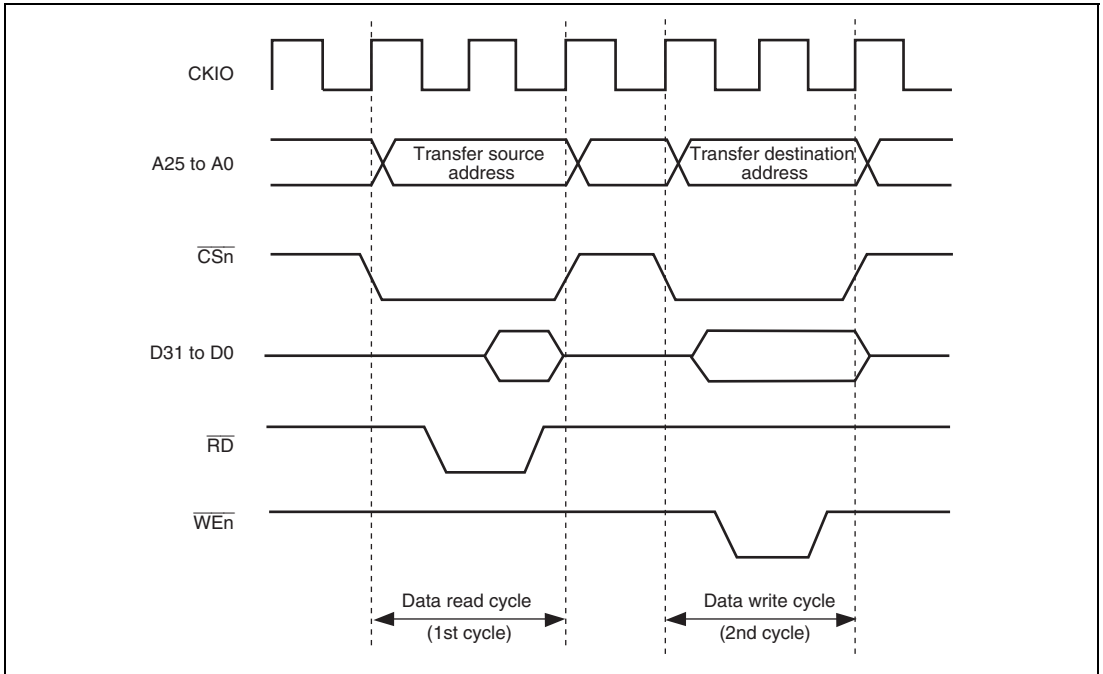 CKIO
A25 to A0
Transfer source
address
Transfer destination
address
CSn
D31 to D0
RD
WEn
Data read cycle
(1st cycle)
Data write cycle
(2nd cycle)